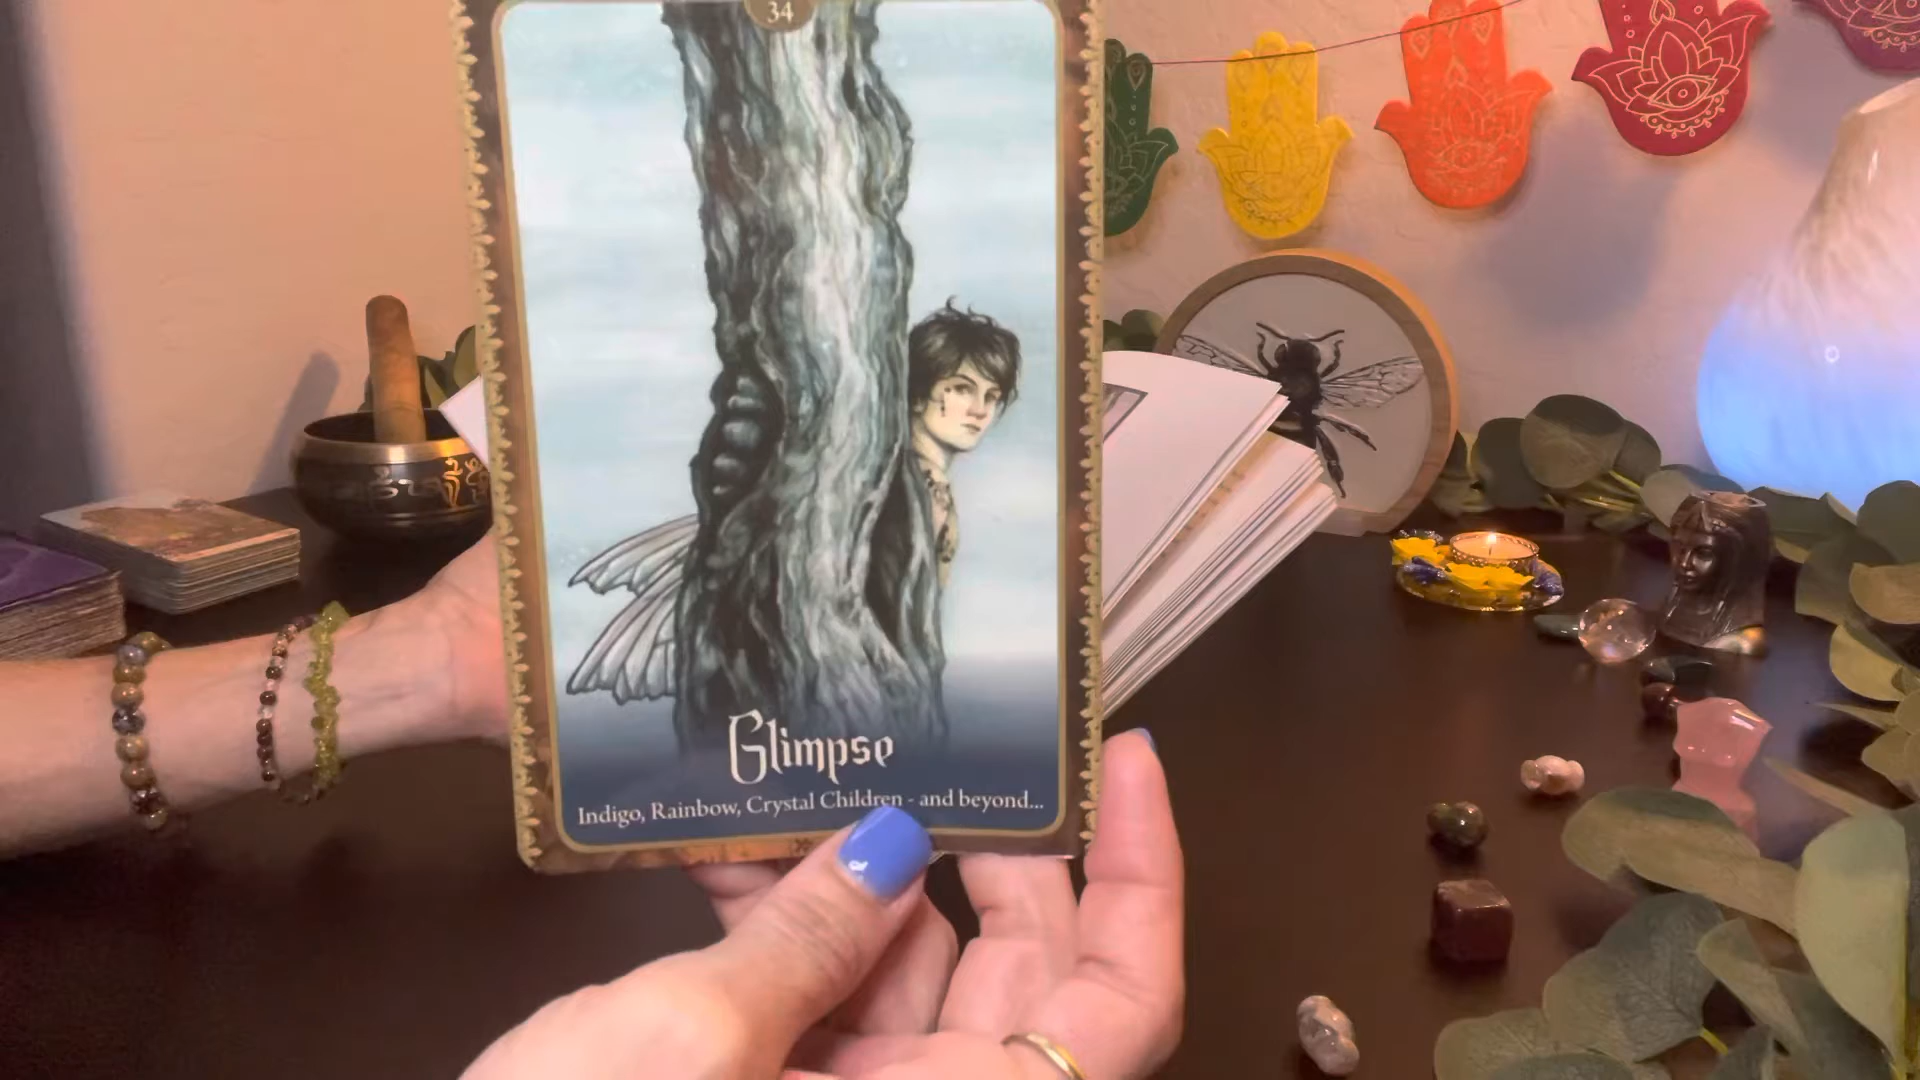 34
Glimpse
Indigo, Rainbow, Crystal Children - and beyond...